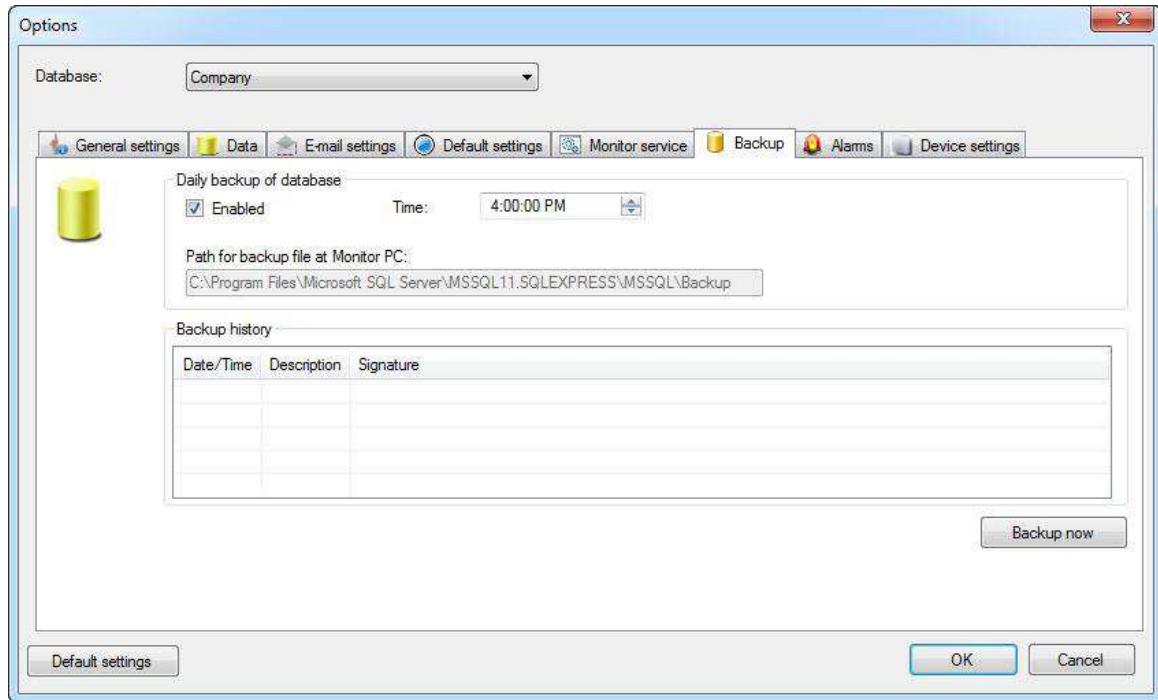 Options
Database: Company
General settings Data E-mail settings Default settings Monitor service Backup Alarms Device settings
Daily backup of database
Enabled Time: 4:00:00 PM
Path for backup file at Monitor PC:
C:\Program Files\Microsoft SQL Server\MSSQL11.SQLEXPRESS\MSSQL\Backup
Backup history
Date/Time Description Signature
Backup now
Default settings OK Cancel